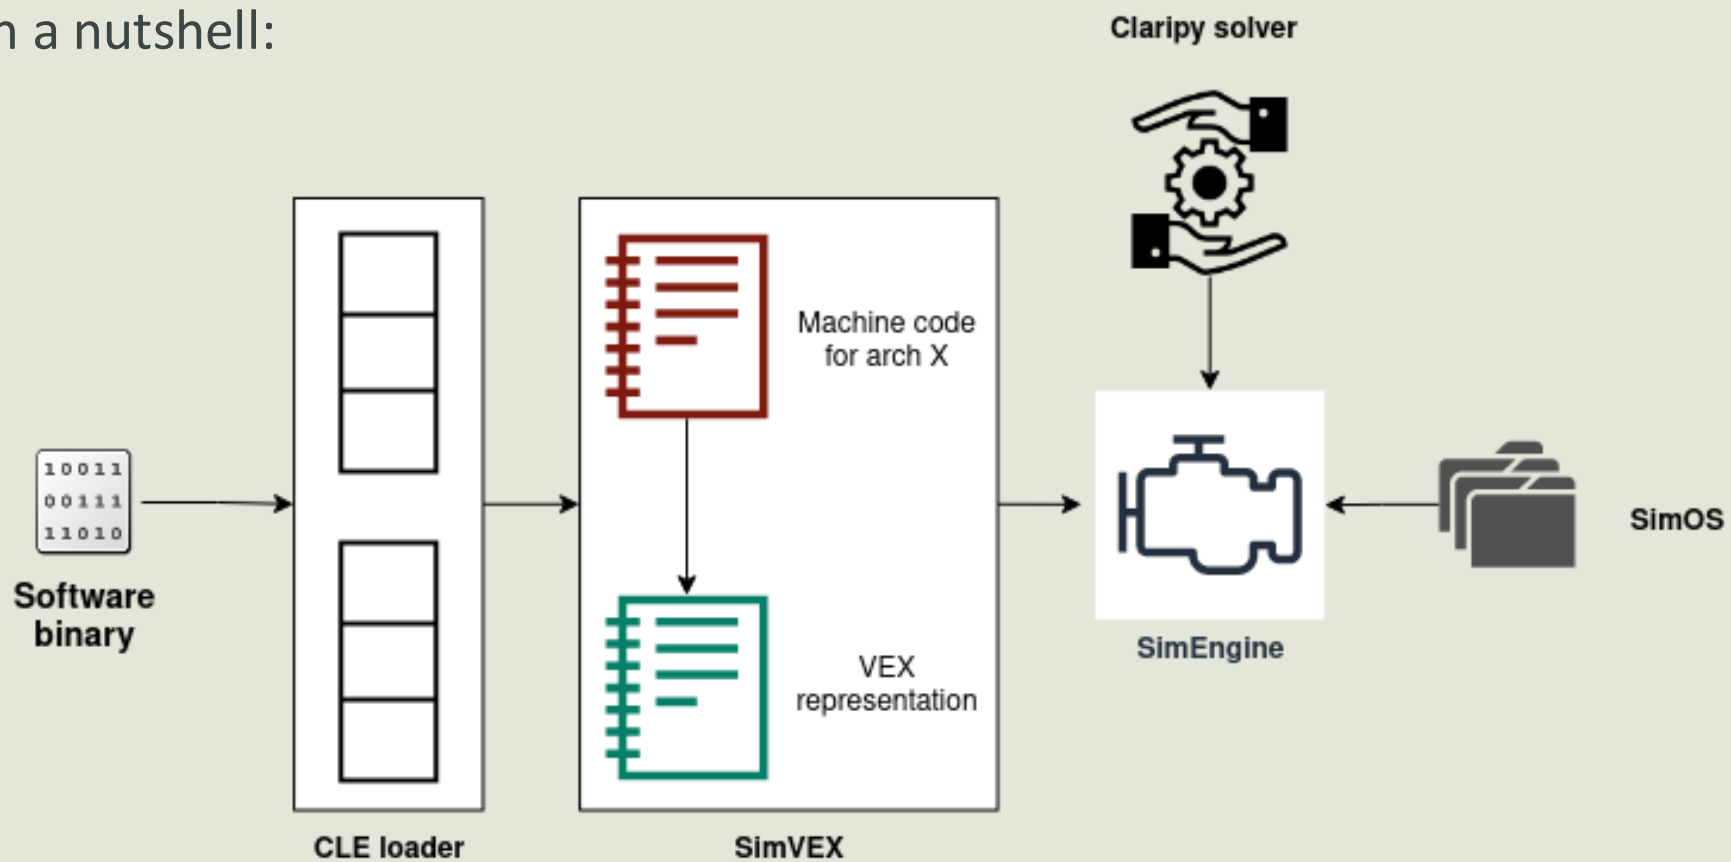 n a nutshell:
Claripy solver
Machine code
for arch X
10011
00111
11010
SimOS
Software
binary
SimEngine
VEX
representation
CLE loader
SimVEX